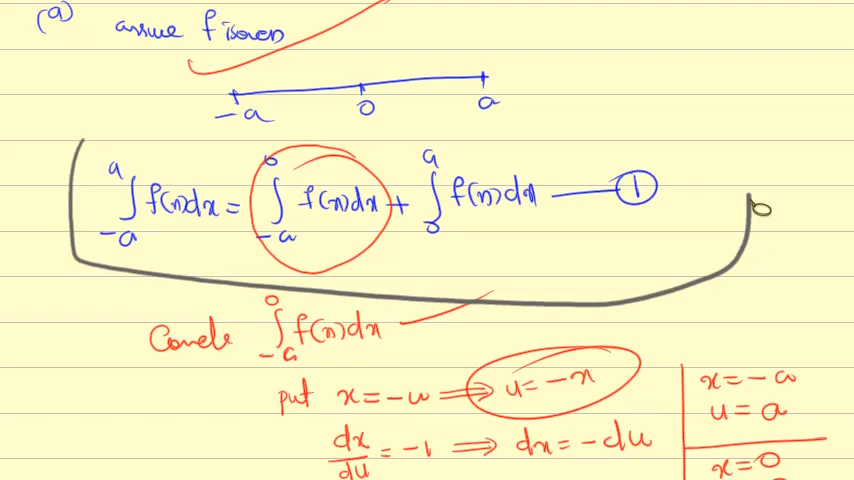 (a) assume f is even
-a 0 a
∫_{-a}^{a} f(x)dx = ∫_{-a}^{0} f(x)dx + ∫_{0}^{a} f(x)dx — ①
∫_{-a}^{0} f(x)dx
put x = -u ⟹ u = -x
dx/du = -1 ⟹ dx = -du
x = -a
u = a
x = 0